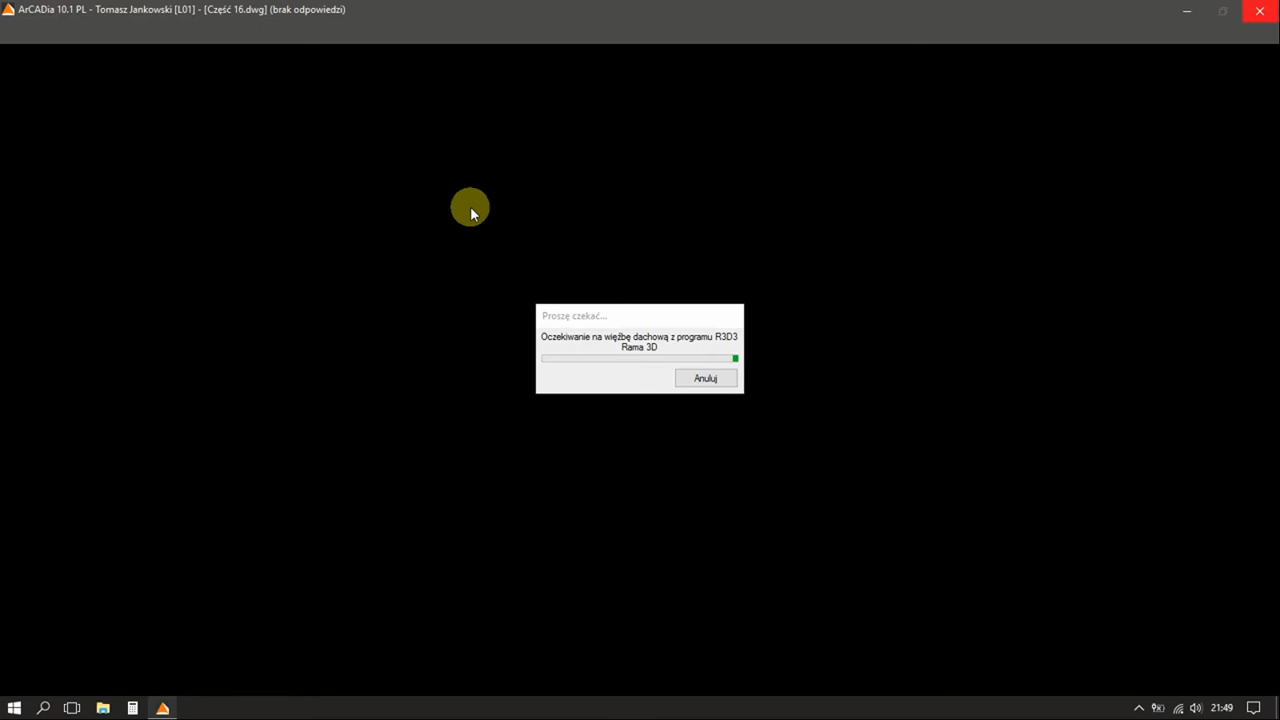 ArCADia 10.1 PL - Tomasz Jankowski [L01] - [Część 16.dwg] (brak odpowiedzi)
Proszę czekać...
Oczekiwanie na więźbę dachową z programu R3D3
Rama 3D
Anuluj
21:49